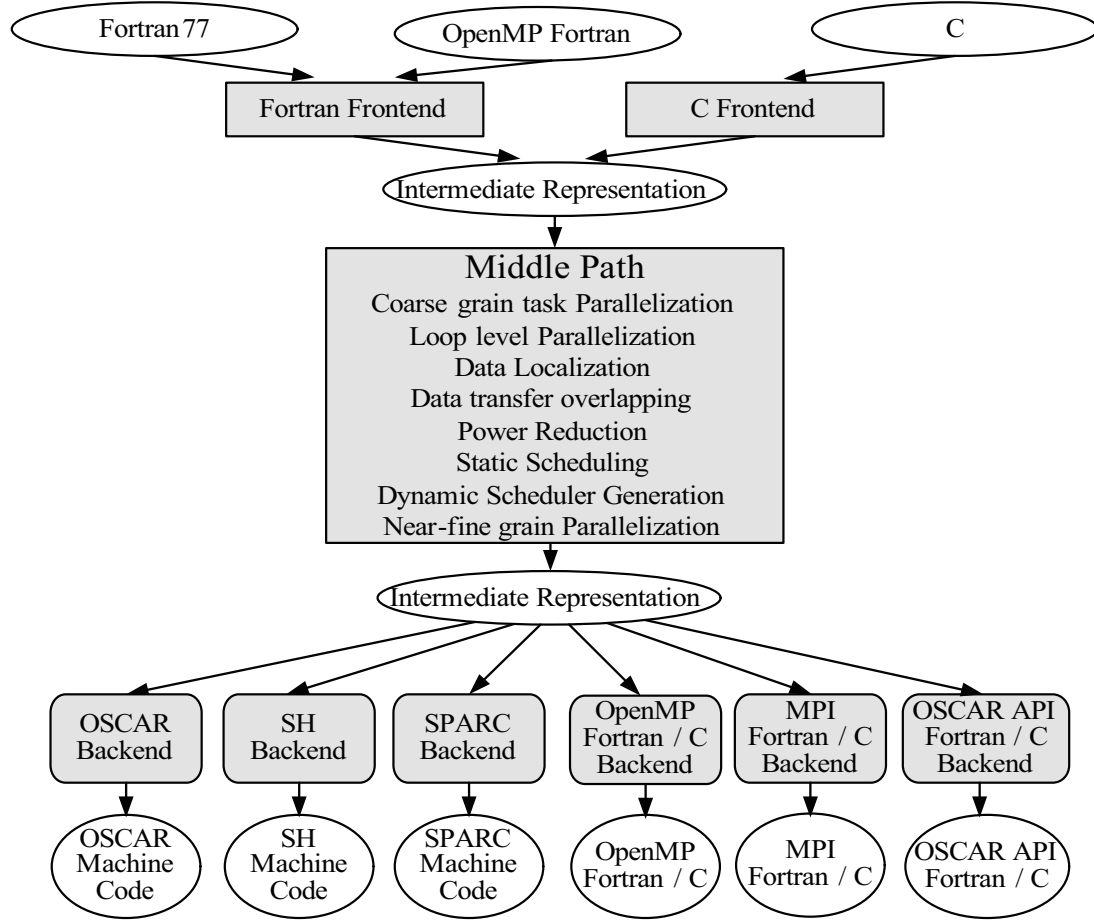 Fortran 77
OpenMP Fortran
C
Fortran Frontend
C Frontend
Intermediate Representation
Middle Path
Coarse grain task Parallelization
Loop level Parallelization
Data Localization
Data transfer overlapping
Power Reduction
Static Scheduling
Dynamic Scheduler Generation
Near-fine grain Parallelization
Intermediate Representation
OSCAR
Backend
SH
Backend
SPARC
Backend
OpenMP
Fortran / C
Backend
MPI
Fortran / C
Backend
OSCAR API
Fortran / C
Backend
OSCAR
Machine
Code
SH
Machine
Code
SPARC
Machine
Code
OpenMP
Fortran / C
MPI
Fortran / C
OSCAR API
Fortran / C